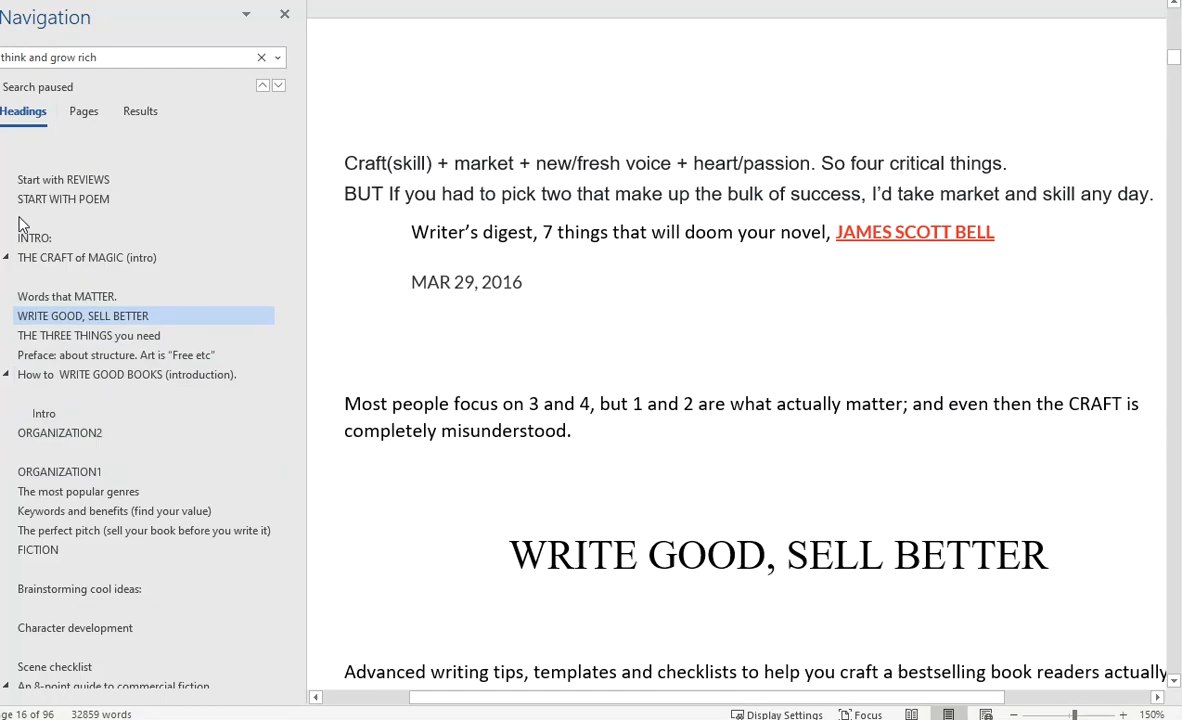 Navigation
think and grow rich
Search paused
Headings Pages Results
Start with REVIEWS
START WITH POEM
INTRO:
THE CRAFT of MAGIC (intro)
Words that MATTER.
WRITE GOOD, SELL BETTER
THE THREE THINGS you need
Preface: about structure. Art is “Free etc”
How to  WRITE GOOD BOOKS (introduction).
Intro
ORGANIZATION2
ORGANIZATION1
The most popular genres
Keywords and benefits (find your value)
The perfect pitch (sell your book before you write it)
FICTION
Brainstorming cool ideas:
Character development
Scene checklist
An 8-point guide to commercial fiction
Craft(skill) + market + new/fresh voice + heart/passion. So four critical things.
BUT If you had to pick two that make up the bulk of success, I’d take market and skill any day.
Writer’s digest, 7 things that will doom your novel, JAMES SCOTT BELL
MAR 29, 2016
Most people focus on 3 and 4, but 1 and 2 are what actually matter; and even then the CRAFT is
completely misunderstood.
WRITE GOOD, SELL BETTER
Advanced writing tips, templates and checklists to help you craft a bestselling book readers actually
age 16 of 96 32859 words Display Settings Focus 150%